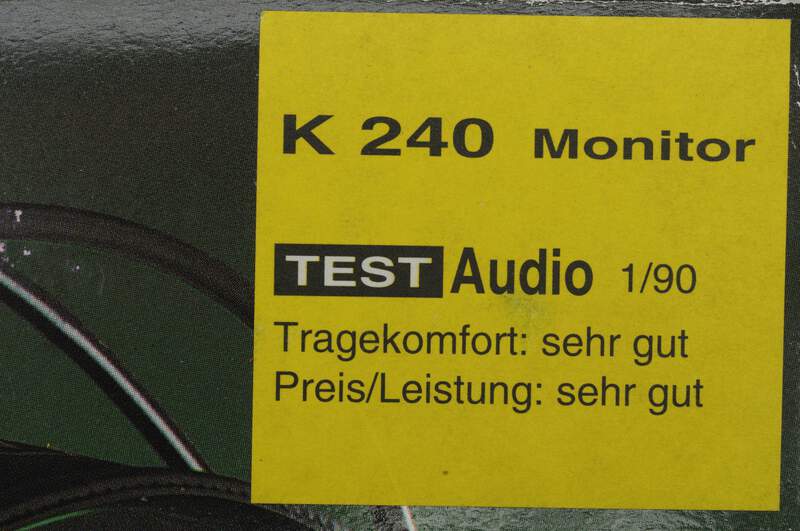 K 240 Monitor
TEST Audio 1/90
Tragekomfort: sehr gut
Preis/Leistung: sehr gut